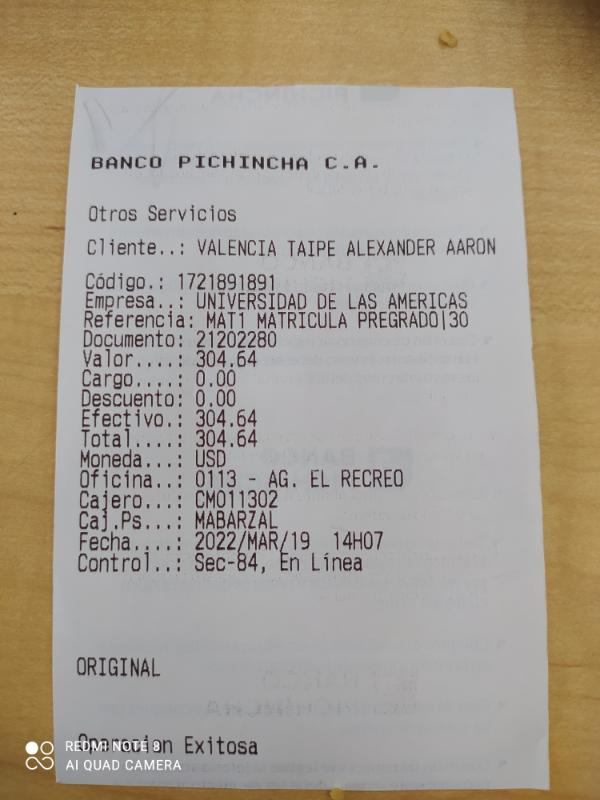 BANCO PICHINCHA C.A.
Otros Servicios
Cliente..: VALENCIA TAIPE ALEXANDER AARON
Código.: 1721891891
Empresa..: UNIVERSIDAD DE LAS AMERICAS
Referencia: MAT1 MATRICULA PREGRADO|30
Documento: 21202280
Valor....: 304.64
Cargo...: 0.00
Descuento: 0.00
Efectivo.: 304.64
Total....: 304.64
Moneda...: USD
Oficina..: 0113 - AG. EL RECREO
Cajero...: CM011302
Caj.Ps...: MABARZAL
Fecha....: 2022/MAR/19 14H07
Control..: Sec-84, En Línea
ORIGINAL
Operacion Exitosa
REDMI NOTE 8
AI QUAD CAMERA